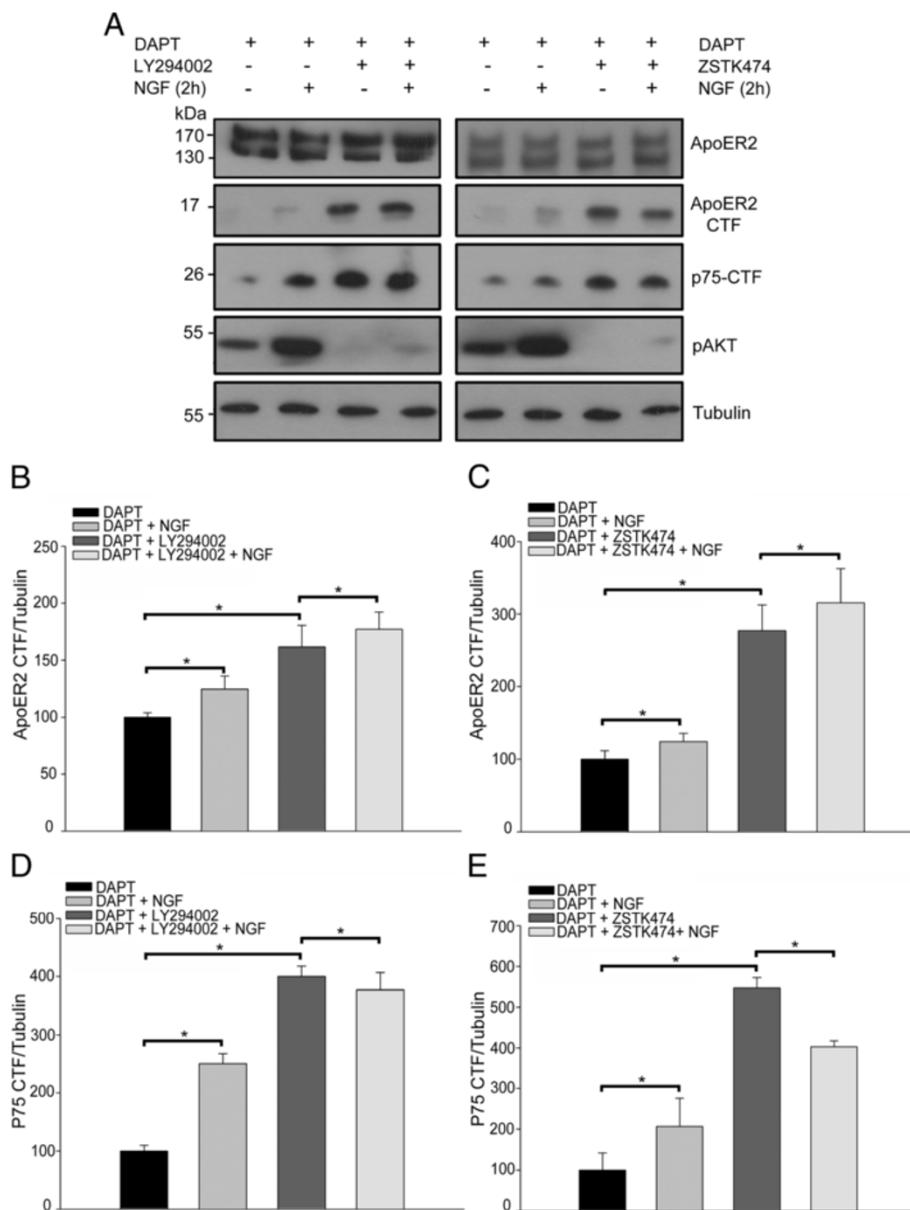 A
DAPT + + + + + + + + DAPT
LY294002 - - + + - - + + ZSTK474
NGF (2h) - + - + - + - + NGF (2h)
kDa
170
130
ApoER2
17
ApoER2
CTF
26
p75-CTF
55
pAKT
55
Tubulin
B
DAPT
DAPT + NGF
DAPT + LY294002
DAPT + LY294002 + NGF
250
200
150
100
50
0
ApoER2 CTF/Tubulin
*
*
*
C
DAPT
DAPT + NGF
DAPT + ZSTK474
DAPT + ZSTK474 + NGF
400
300
200
100
0
ApoER2 CTF/Tubulin
*
*
*
D
DAPT
DAPT + NGF
DAPT + LY294002
DAPT + LY294002 + NGF
500
400
300
200
100
0
P75 CTF/Tubulin
*
*
*
E
DAPT
DAPT + NGF
DAPT + ZSTK474
DAPT + ZSTK474+ NGF
700
600
500
400
300
200
100
0
P75 CTF/Tubulin
*
*
*